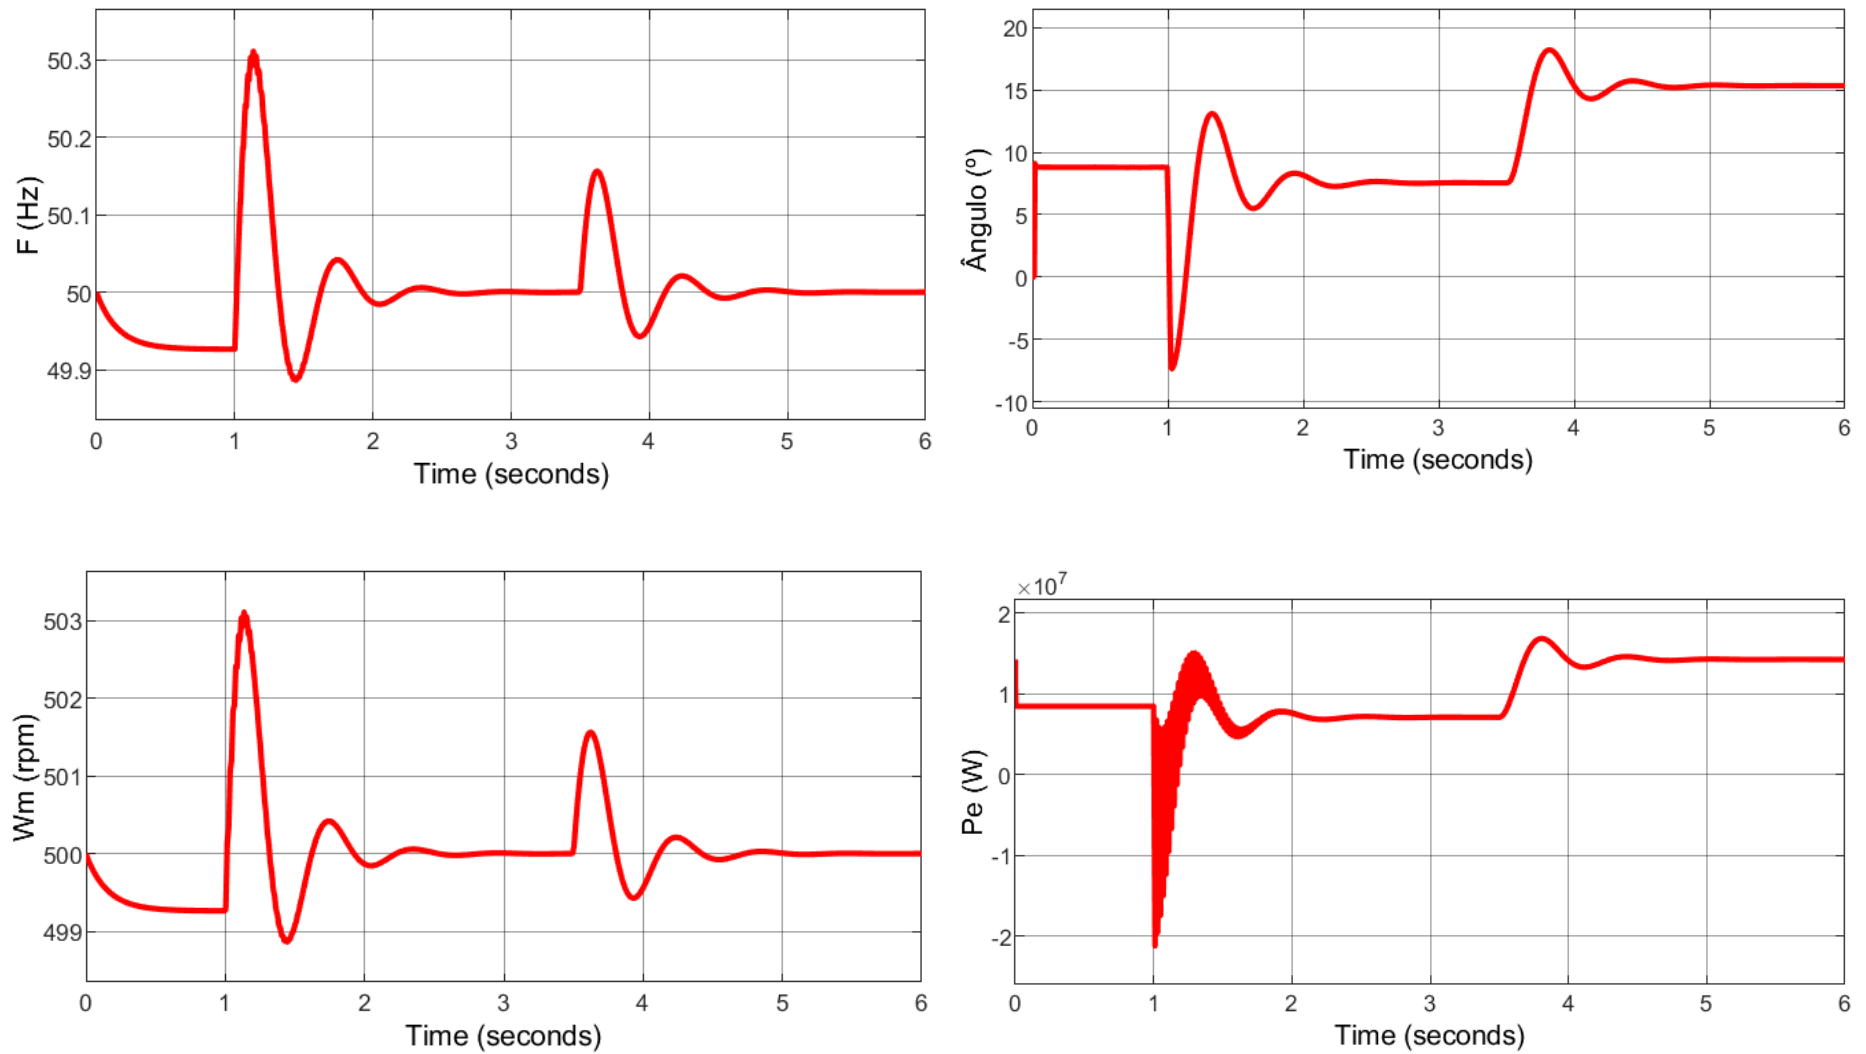 50.3
50.2
50.1
50
49.9
F (Hz)
0 1 2 3 4 5 6
Time (seconds)
20
15
10
5
0
-5
-10
Ângulo (º)
0 1 2 3 4 5 6
Time (seconds)
503
502
501
500
499
Wm (rpm)
0 1 2 3 4 5 6
Time (seconds)
×10⁷
2
1
0
-1
-2
Pe (W)
0 1 2 3 4 5 6
Time (seconds)